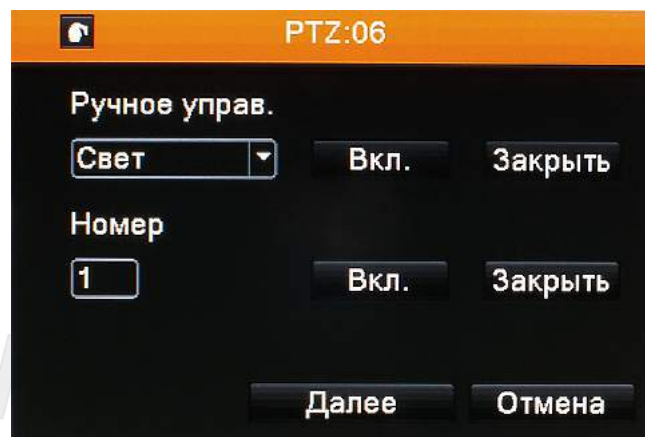 PTZ:06
Ручное управ.
Свет Вкл. Закрыть
Номер
1 Вкл. Закрыть
Далее Отмена